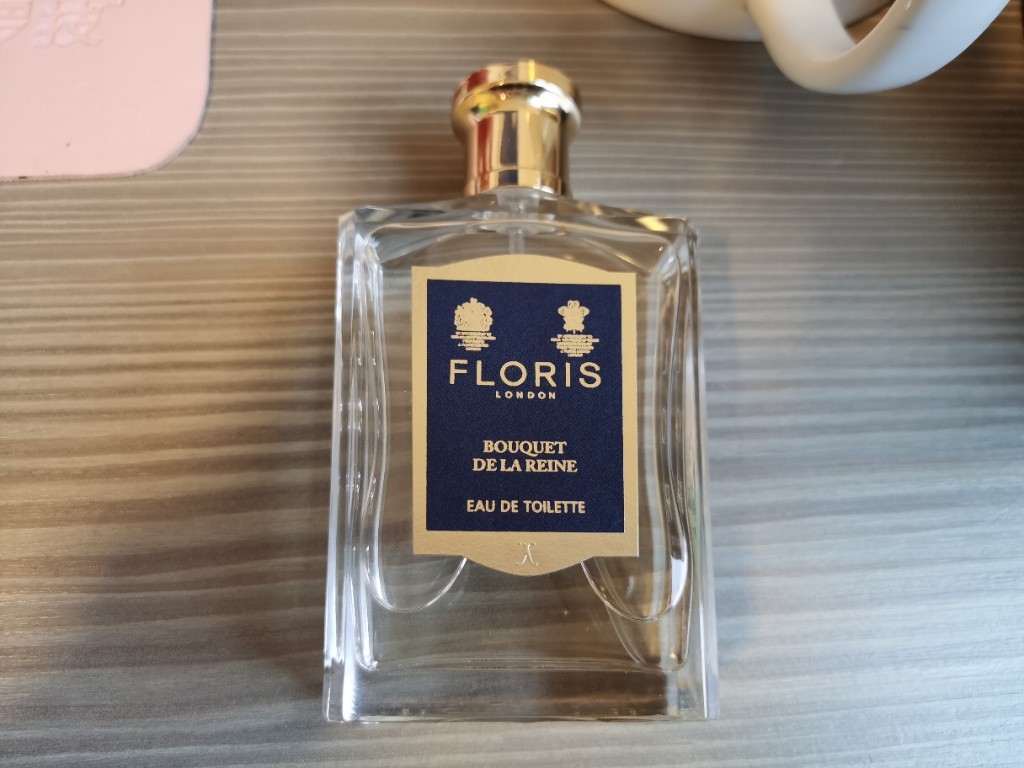 FLORIS
LONDON
BOUQUET
DE LA REINE
EAU DE TOILETTE